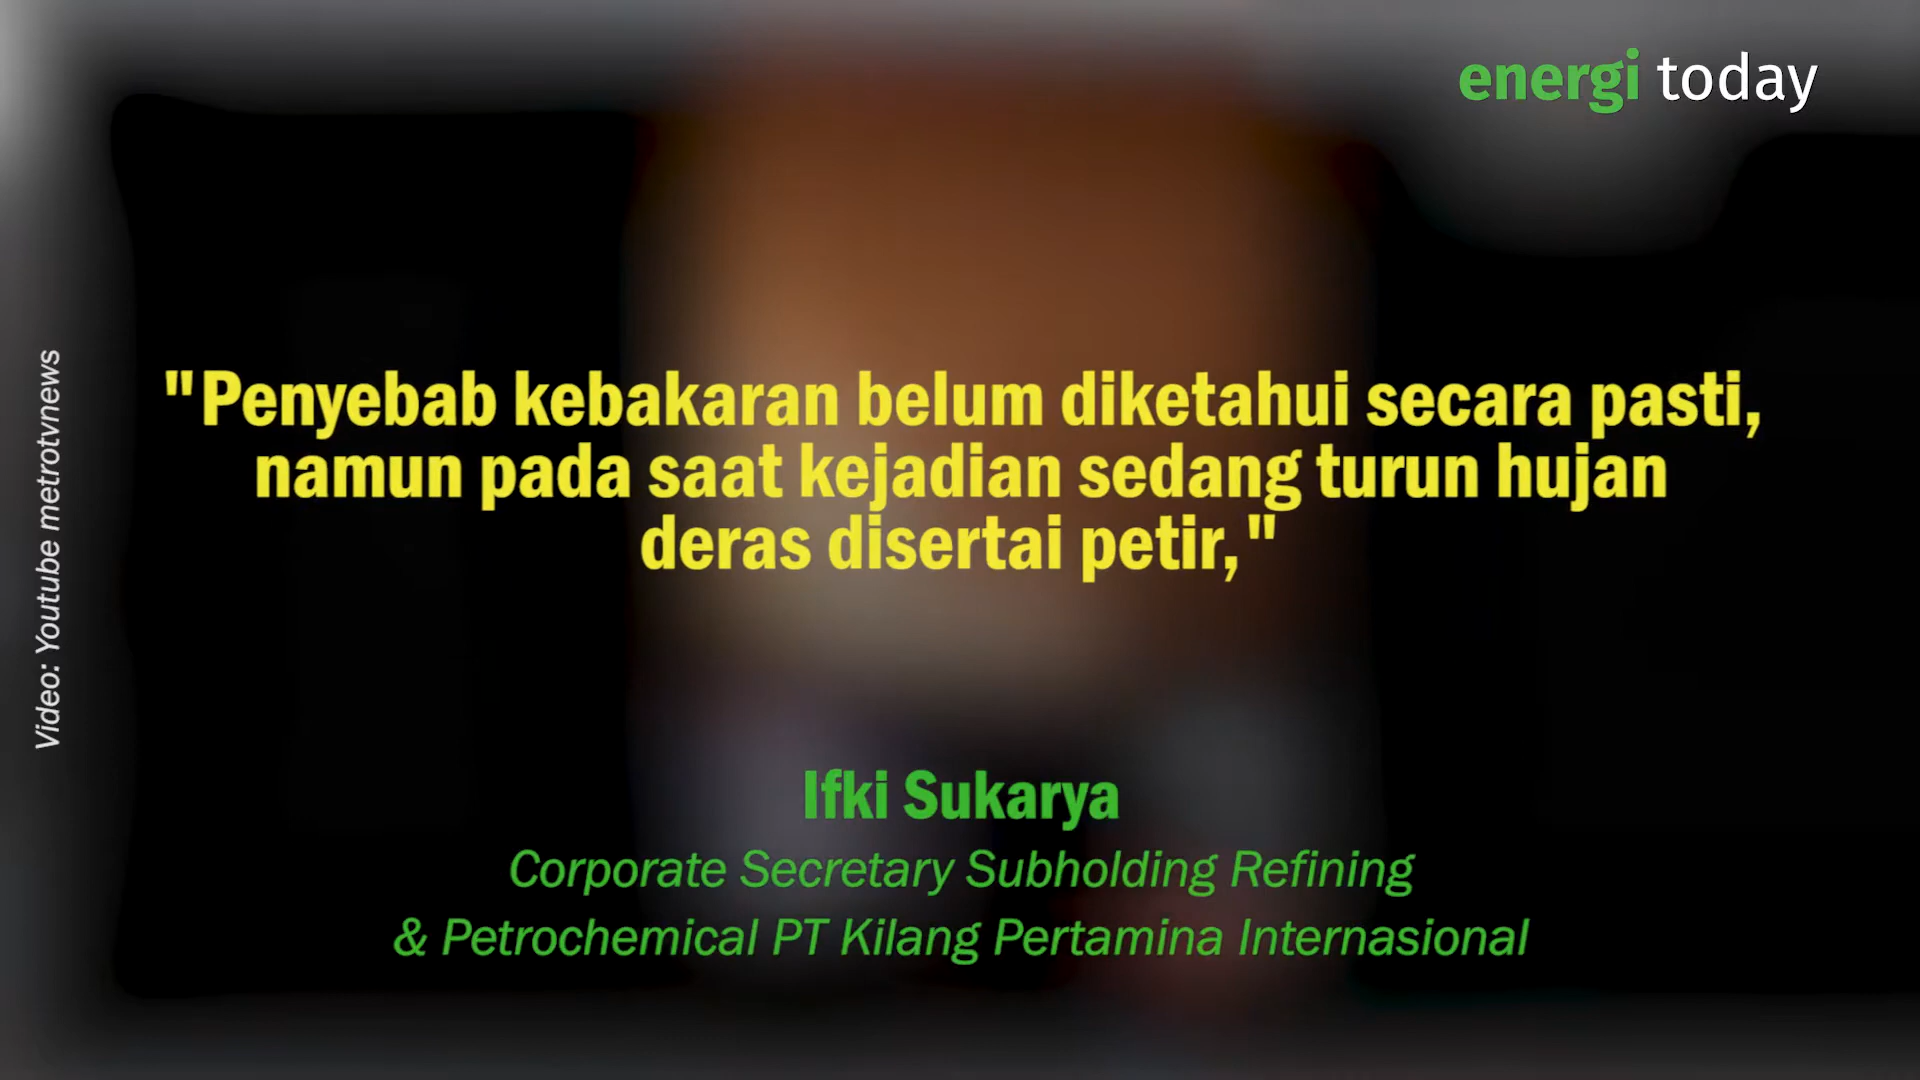 energi today
Video: Youtube metrotvnews
"Penyebab kebakaran belum diketahui secara pasti,
namun pada saat kejadian sedang turun hujan
deras disertai petir,"
Ifki Sukarya
Corporate Secretary Subholding Refining
& Petrochemical PT Kilang Pertamina Internasional